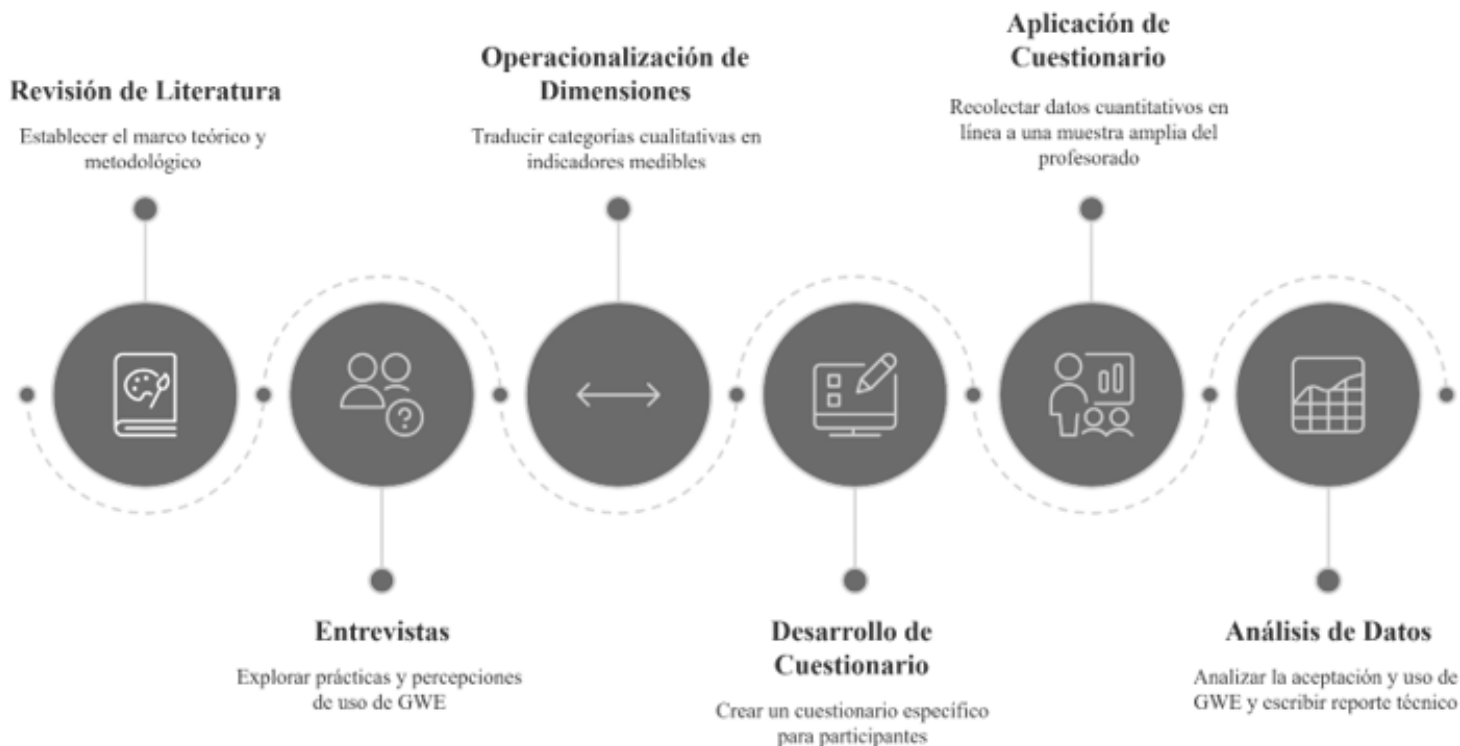 Revisión de Literatura
Establecer el marco teórico y
metodológico
Entrevistas
Explorar prácticas y percepciones
de uso de GWE
Operacionalización de
Dimensiones
Traducir categorías cualitativas en
indicadores medibles
Desarrollo de
Cuestionario
Crear un cuestionario específico
para participantes
Aplicación de
Cuestionario
Recolectar datos cuantitativos en
línea a una muestra amplia del
profesorado
Análisis de Datos
Analizar la aceptación y uso de
GWE y escribir reporte técnico